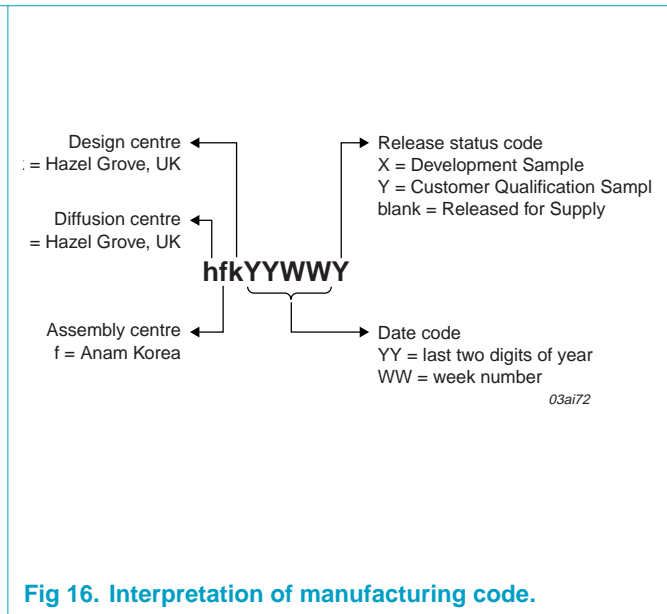 Design centre
= Hazel Grove, UK
Diffusion centre
= Hazel Grove, UK
Assembly centre
f = Anam Korea
hfkYYWWY
Release status code
X = Development Sample
Y = Customer Qualification Sampl
blank = Released for Supply
Date code
YY = last two digits of year
WW = week number
03ai72
Fig 16. Interpretation of manufacturing code.